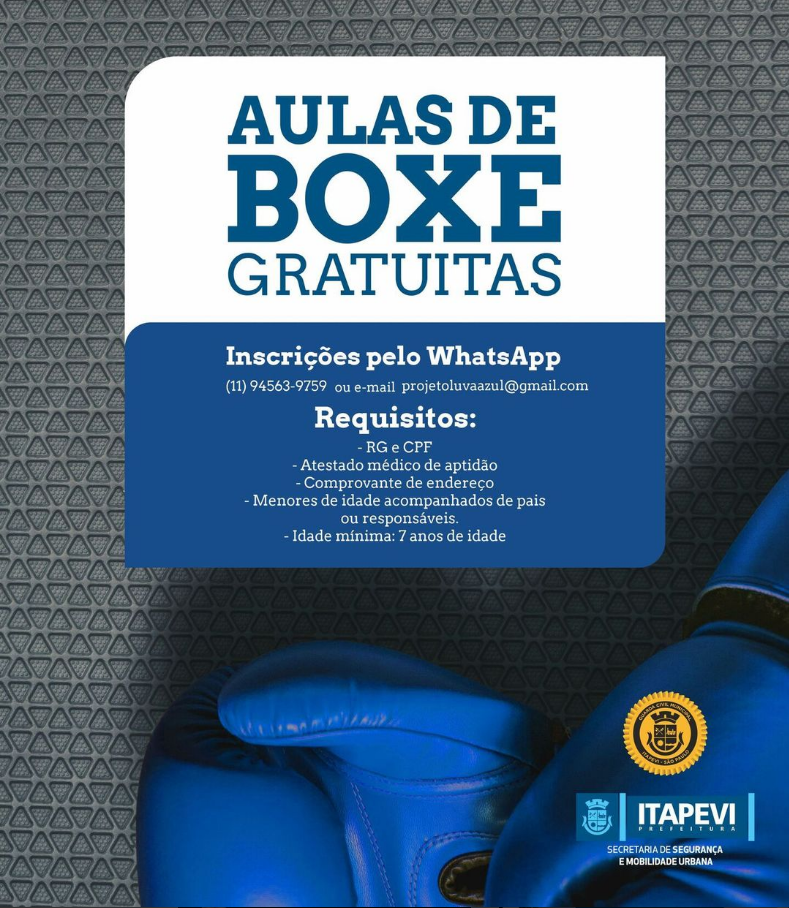 AULAS DE
BOXE
GRATUITAS
Inscrições pelo WhatsApp
(11) 94563-9759 ou e-mail projetoluvaazul@gmail.com
Requisitos:
- RG e CPF
- Atestado médico de aptidão
- Comprovante de endereço
- Menores de idade acompanhados de pais
ou responsáveis.
- Idade mínima: 7 anos de idade
GUARDA CIVIL MUNICIPAL
ITAPEVI - SÃO PAULO
ITAPEVI
PREFEITURA
SECRETARIA DE SEGURANÇA
E MOBILIDADE URBANA